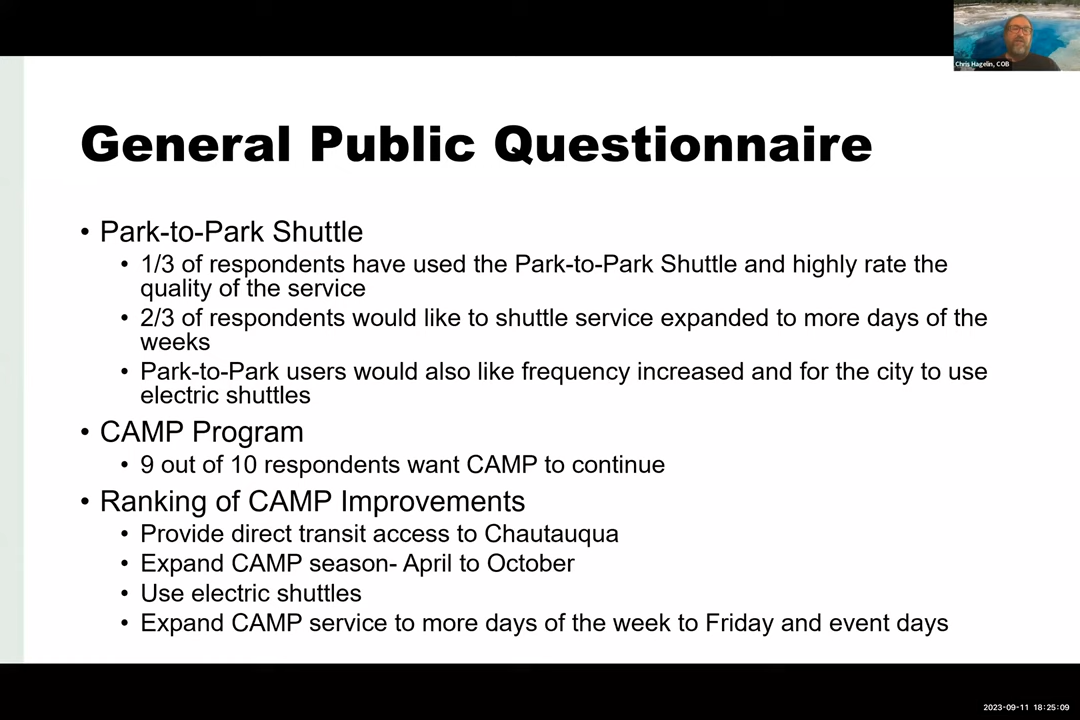 Chris Hagelin, COB
General Public Questionnaire
• Park-to-Park Shuttle
• 1/3 of respondents have used the Park-to-Park Shuttle and highly rate the
quality of the service
• 2/3 of respondents would like to shuttle service expanded to more days of the
weeks
• Park-to-Park users would also like frequency increased and for the city to use
electric shuttles
• CAMP Program
• 9 out of 10 respondents want CAMP to continue
• Ranking of CAMP Improvements
• Provide direct transit access to Chautauqua
• Expand CAMP season- April to October
• Use electric shuttles
• Expand CAMP service to more days of the week to Friday and event days
2023-09-11 18:25:09